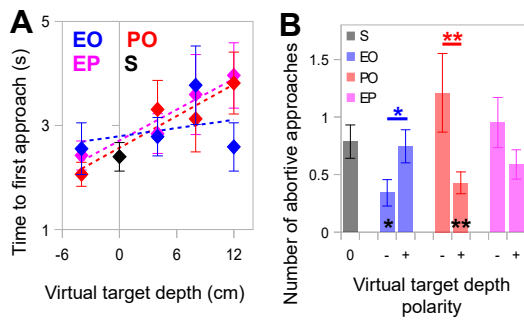 A
Time to first approach (s)
5
3
1
EO PO
EP S
-6 0 6 12
Virtual target depth (cm)
B
Number of abortive approaches
1.5
1
0.5
0
S
EO
PO
EP
**
*
* **
0 - + - + - +
Virtual target depth
polarity